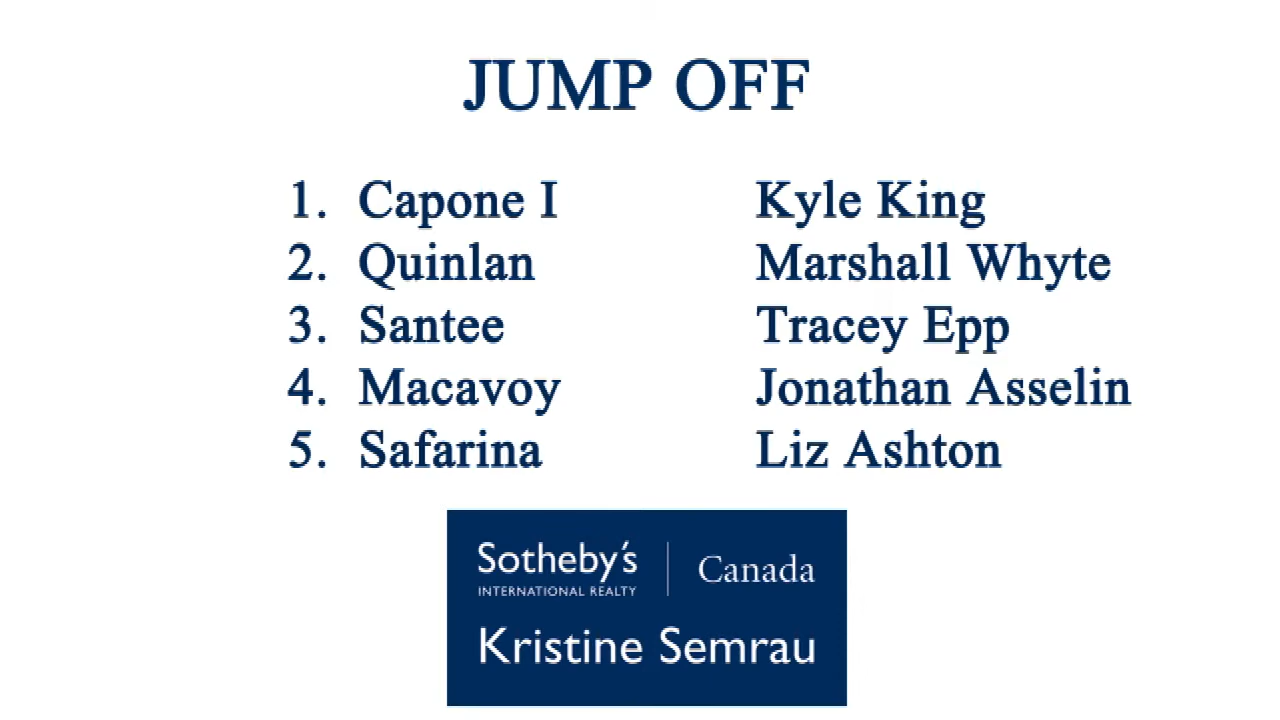 JUMP OFF
1. Capone I Kyle King
2. Quinlan Marshall Whyte
3. Santee Tracey Epp
4. Macavoy Jonathan Asselin
5. Safarina Liz Ashton
Sotheby's Canada
INTERNATIONAL REALTY
Kristine Semrau